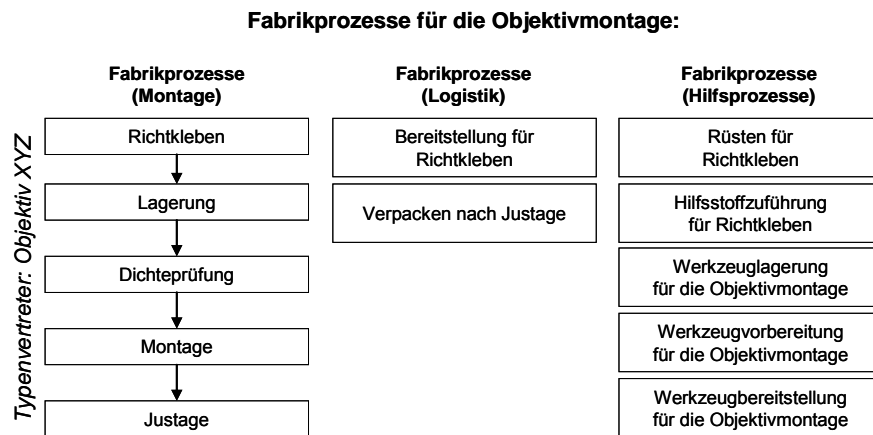 Fabrikprozesse für die Objektivmontage:
Typenvertreter: Objektiv XYZ
Fabrikprozesse
(Montage)
Richtkleben
Lagerung
Dichteprüfung
Montage
Justage
Fabrikprozesse
(Logistik)
Bereitstellung für
Richtkleben
Verpacken nach Justage
Fabrikprozesse
(Hilfsprozesse)
Rüsten für
Richtkleben
Hilfsstoffzuführung
für Richtkleben
Werkzeuglagerung
für die Objektivmontage
Werkzeugvorbereitung
für die Objektivmontage
Werkzeugbereitstellung
für die Objektivmontage